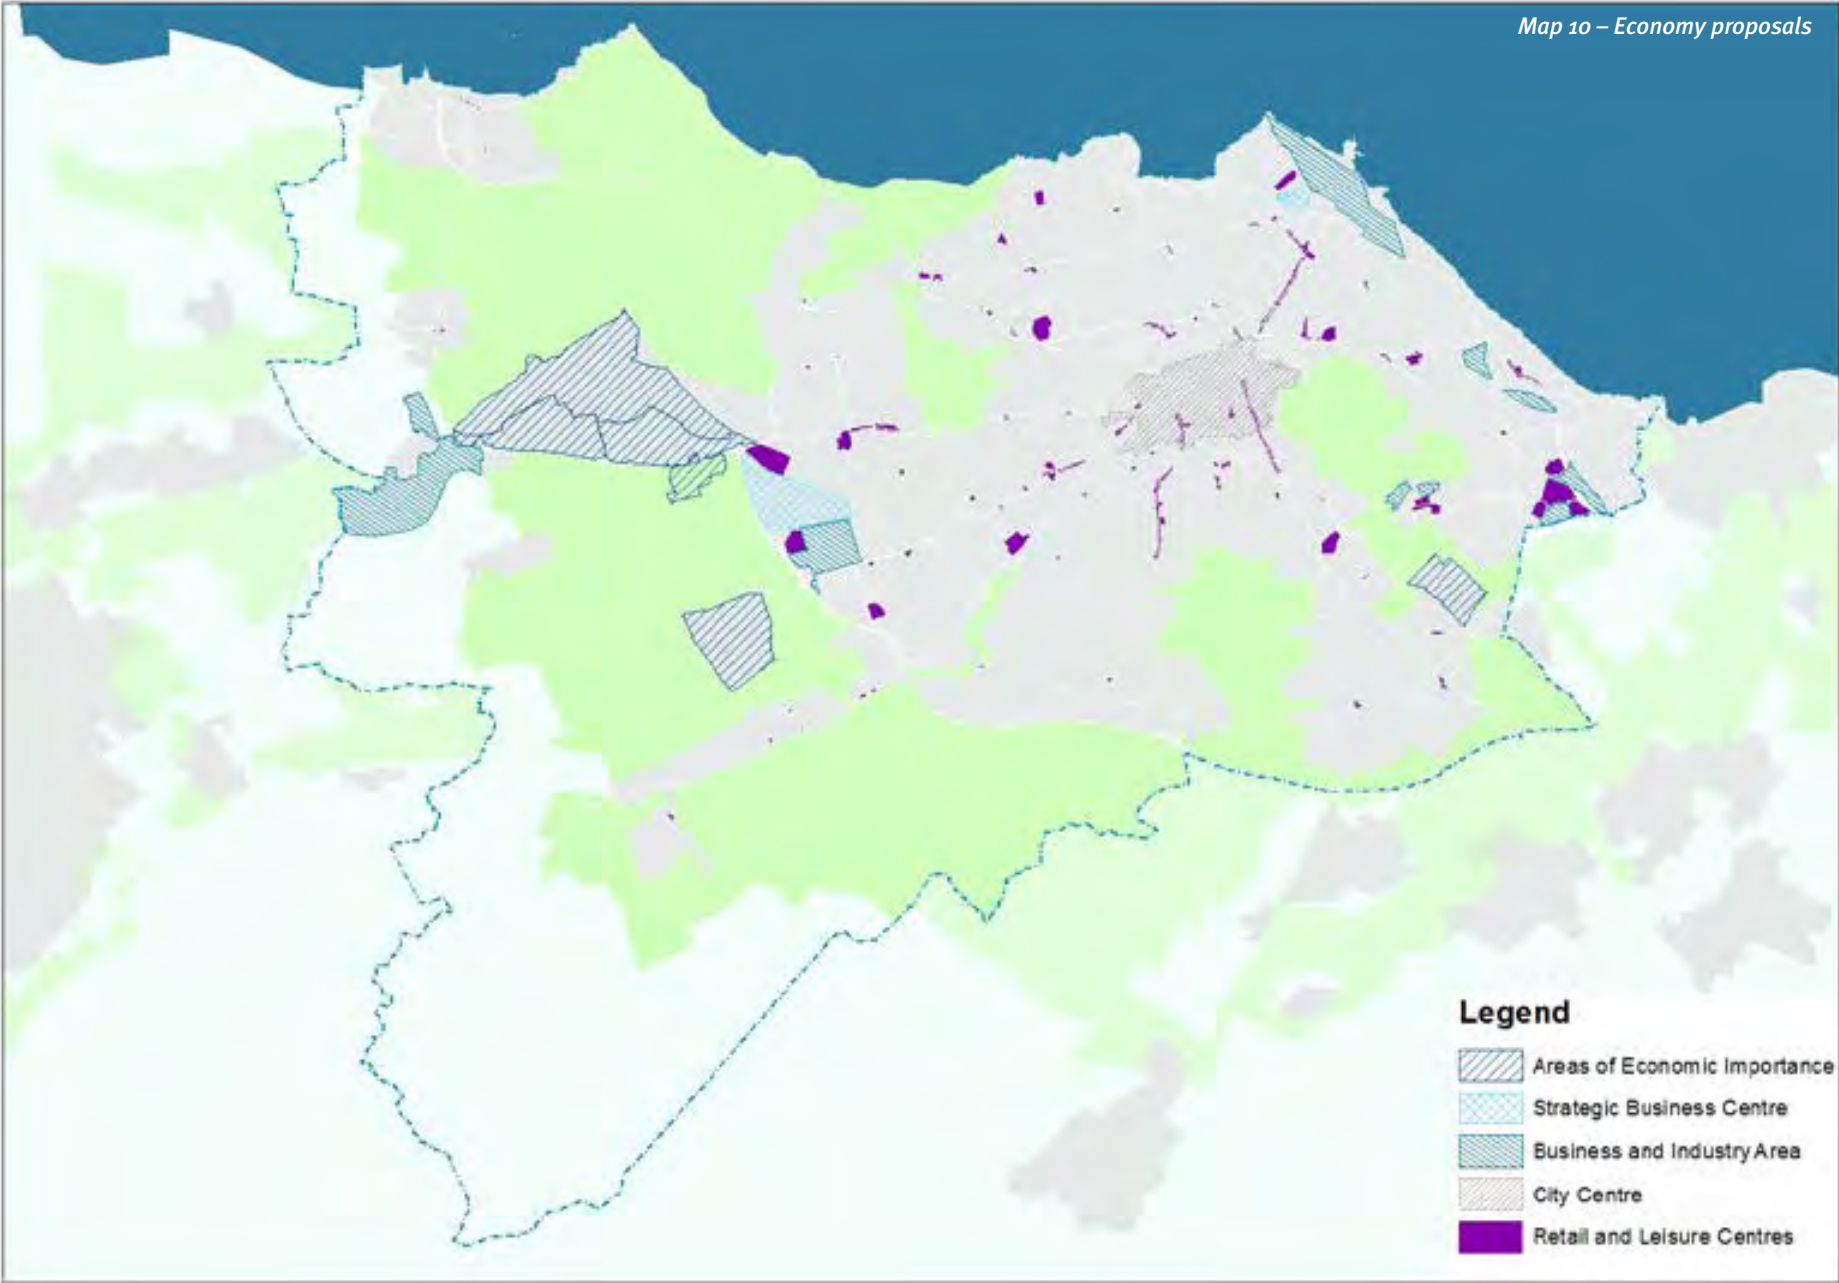 Map 10 – Economy proposals
Legend
Areas of Economic Importance
Strategic Business Centre
Business and Industry Area
City Centre
Retail and Leisure Centres